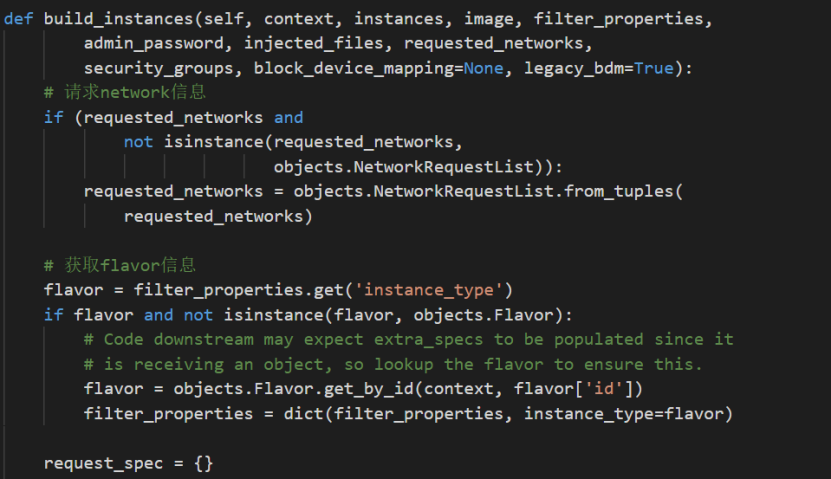 def build_instances(self, context, instances, image, filter_properties,
        admin_password, injected_files, requested_networks,
        security_groups, block_device_mapping=None, legacy_bdm=True):
    # 请求network信息
    if (requested_networks and
            not isinstance(requested_networks,
                           objects.NetworkRequestList)):
        requested_networks = objects.NetworkRequestList.from_tuples(
            requested_networks)

    # 获取flavor信息
    flavor = filter_properties.get('instance_type')
    if flavor and not isinstance(flavor, objects.Flavor):
        # Code downstream may expect extra_specs to be populated since it
        # is receiving an object, so lookup the flavor to ensure this.
        flavor = objects.Flavor.get_by_id(context, flavor['id'])
        filter_properties = dict(filter_properties, instance_type=flavor)

    request_spec = {}